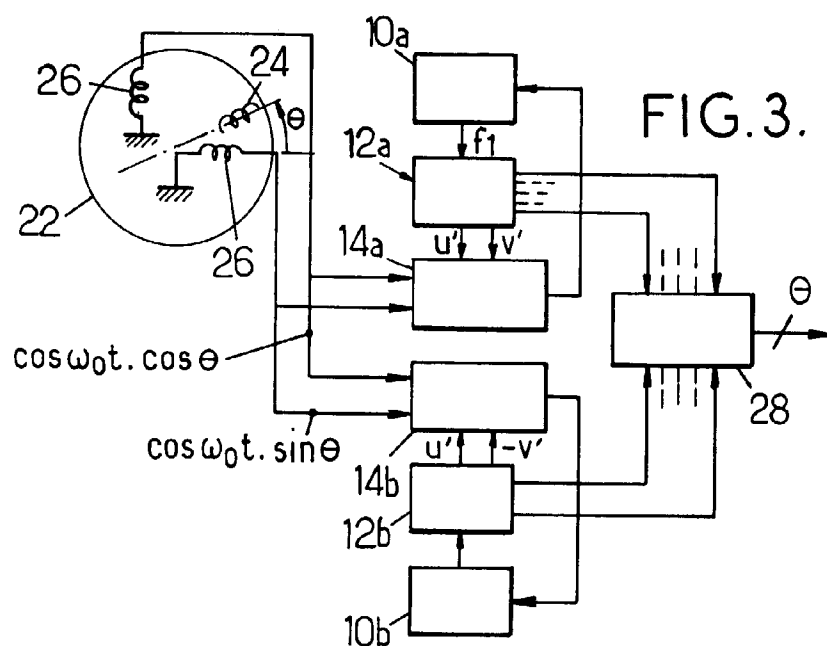 10a
24
26
θ
FIG.3.
f1
12a
22
26
u' v'
14a
θ
cosω₀t.cosθ
28
cosω₀t.sinθ
u' -v'
14b
12b
10b